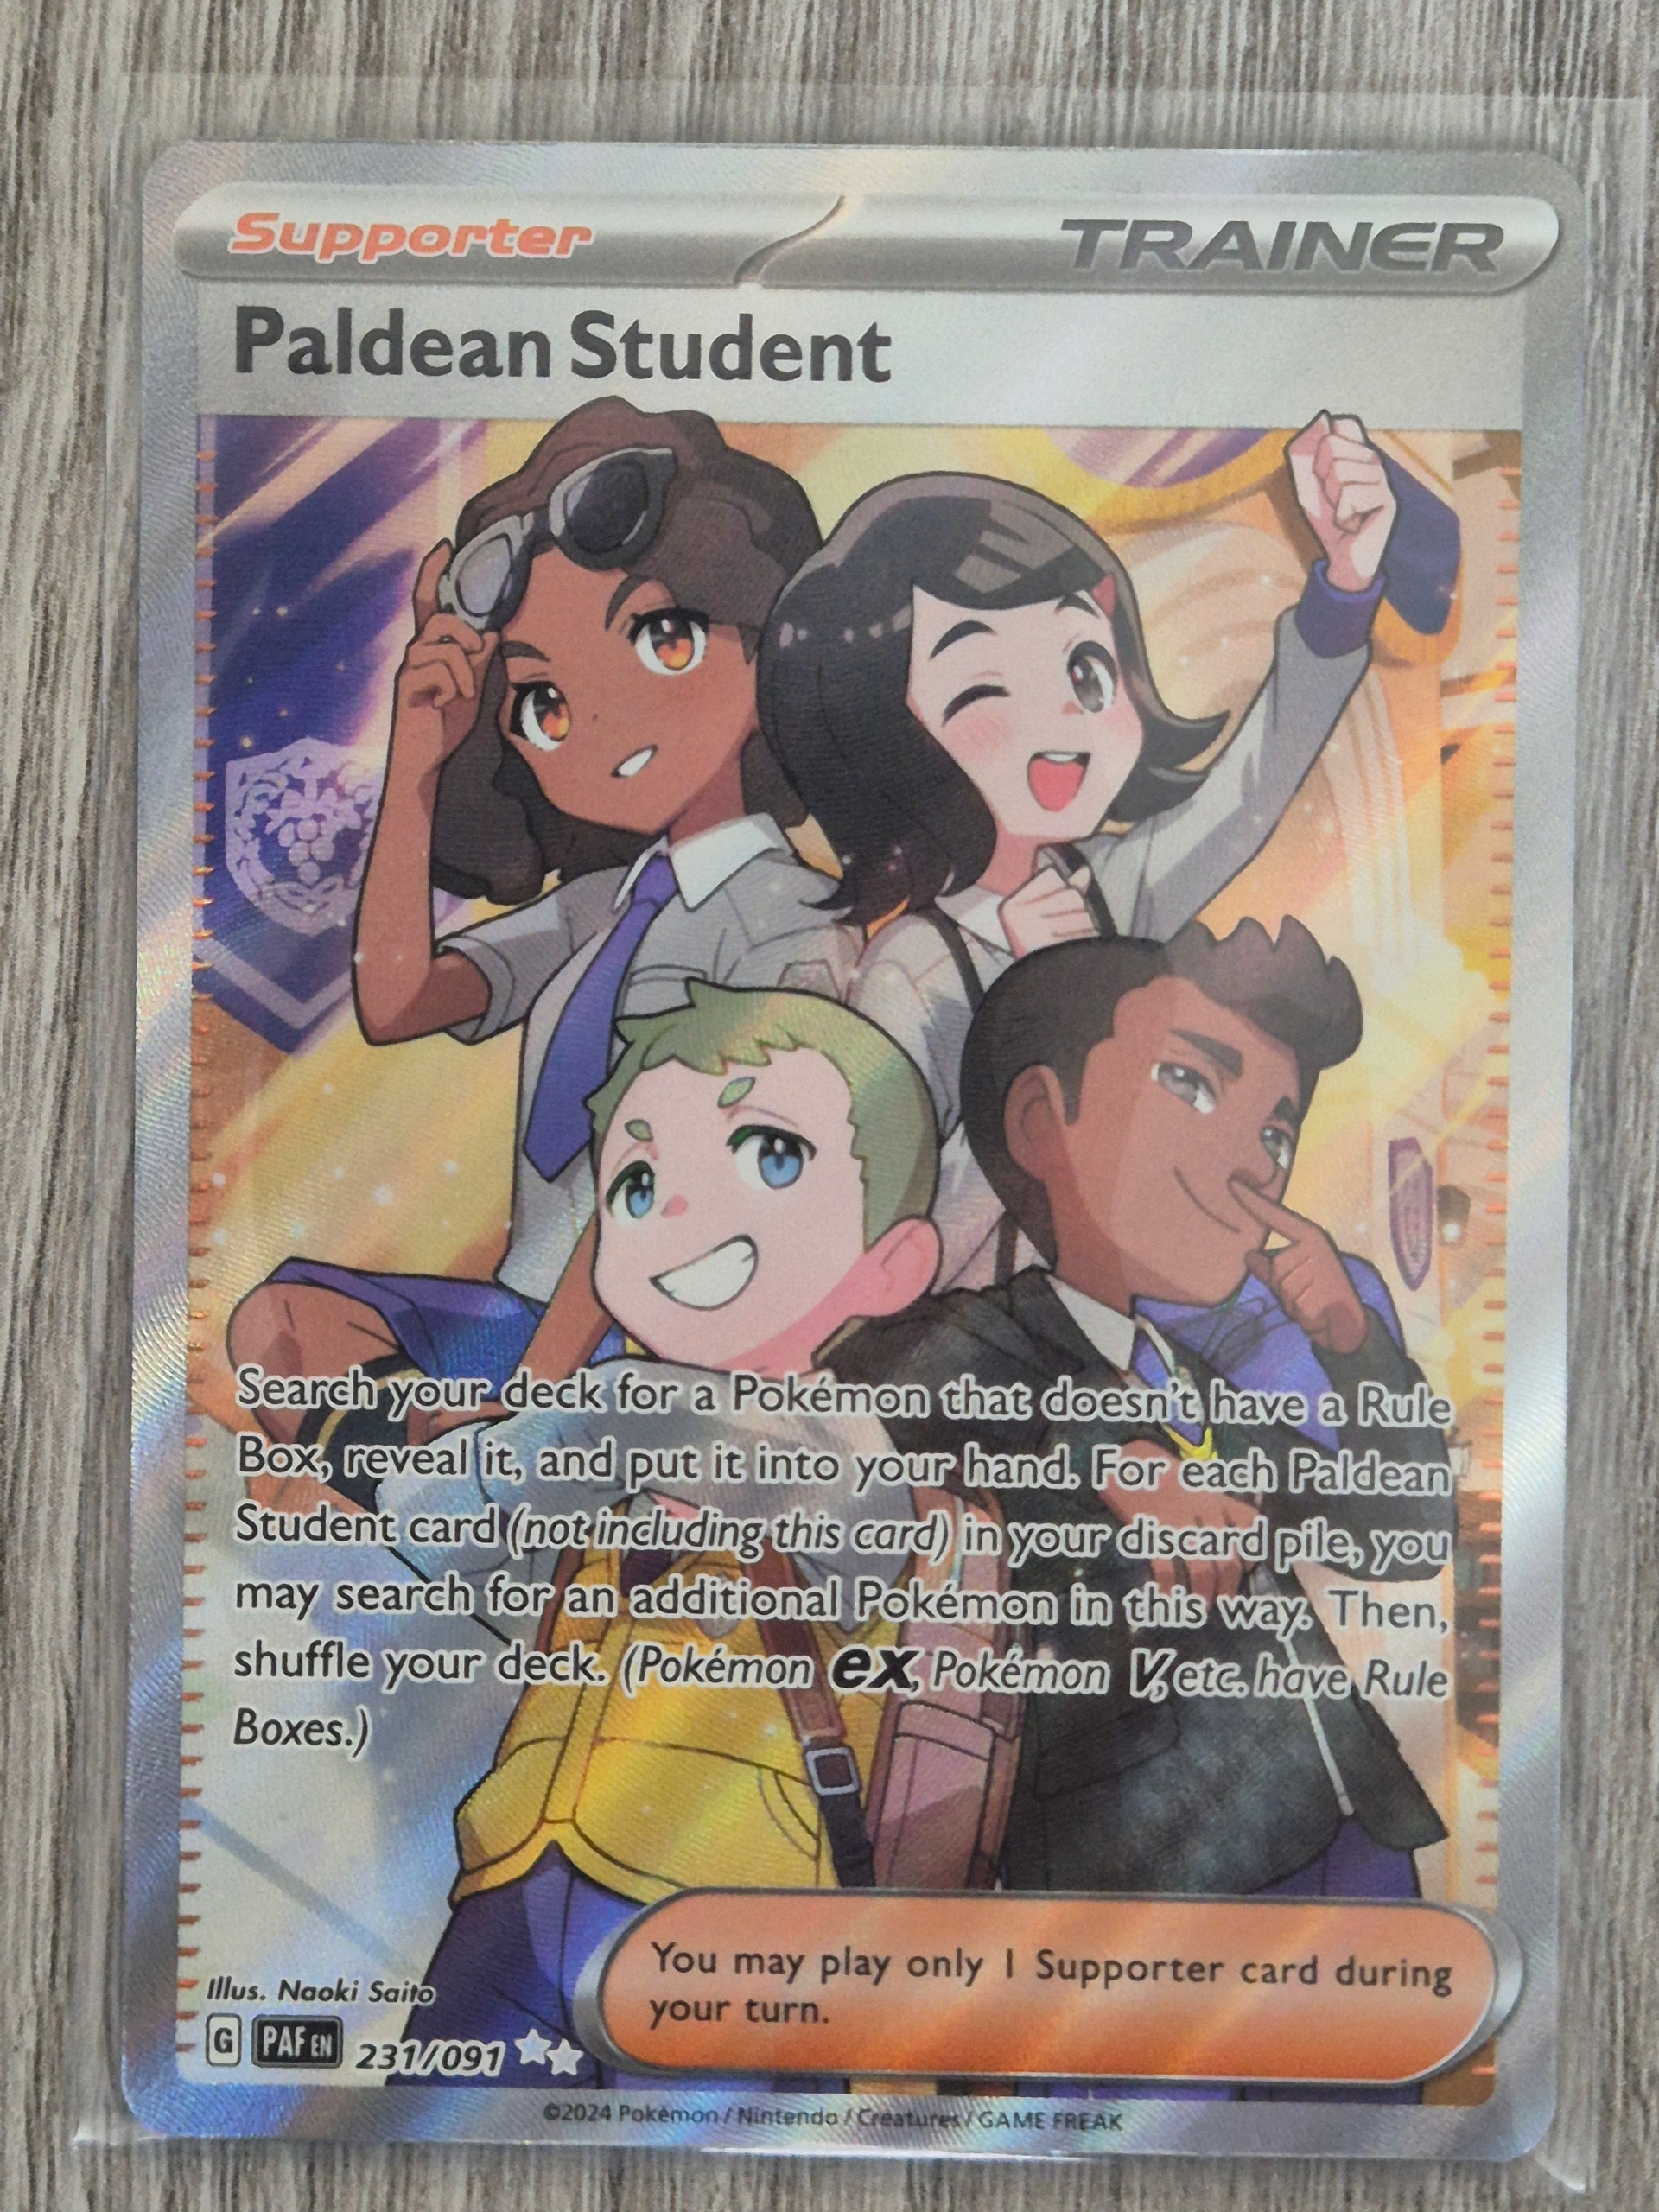 Supporter
TRAINER
Paldean Student
Search your deck for a Pokémon that doesn't have a Rule
Box, reveal it, and put it into your hand. For each Paldean
Student card (not including this card) in your discard pile, you
may search for an additional Pokémon in this way. Then,
shuffle your deck. (Pokémon ex, Pokémon V, etc. have Rule
Boxes.)
You may play only 1 Supporter card during
your turn.
Illus. Naoki Saito
G PAF EN 231/091
©2024 Pokémon / Nintendo / Creatures / GAME FREAK